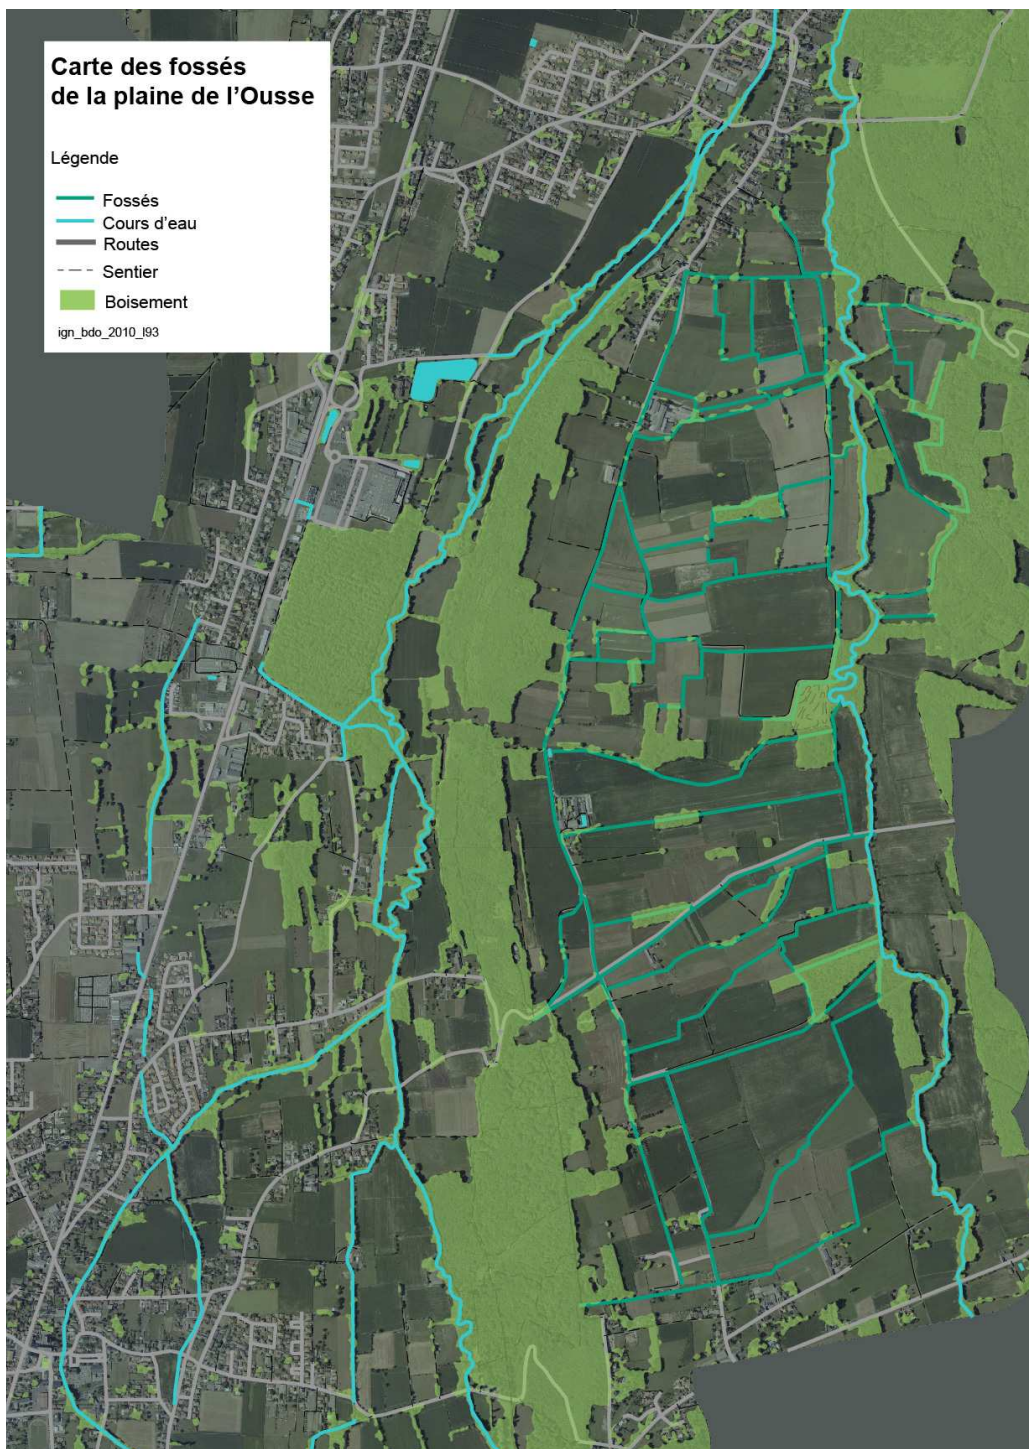 Carte des fossés
de la plaine de l’Ousse
Légende
Fossés
Cours d’eau
Routes
Sentier
Boisement
ign_bdo_2010_l93